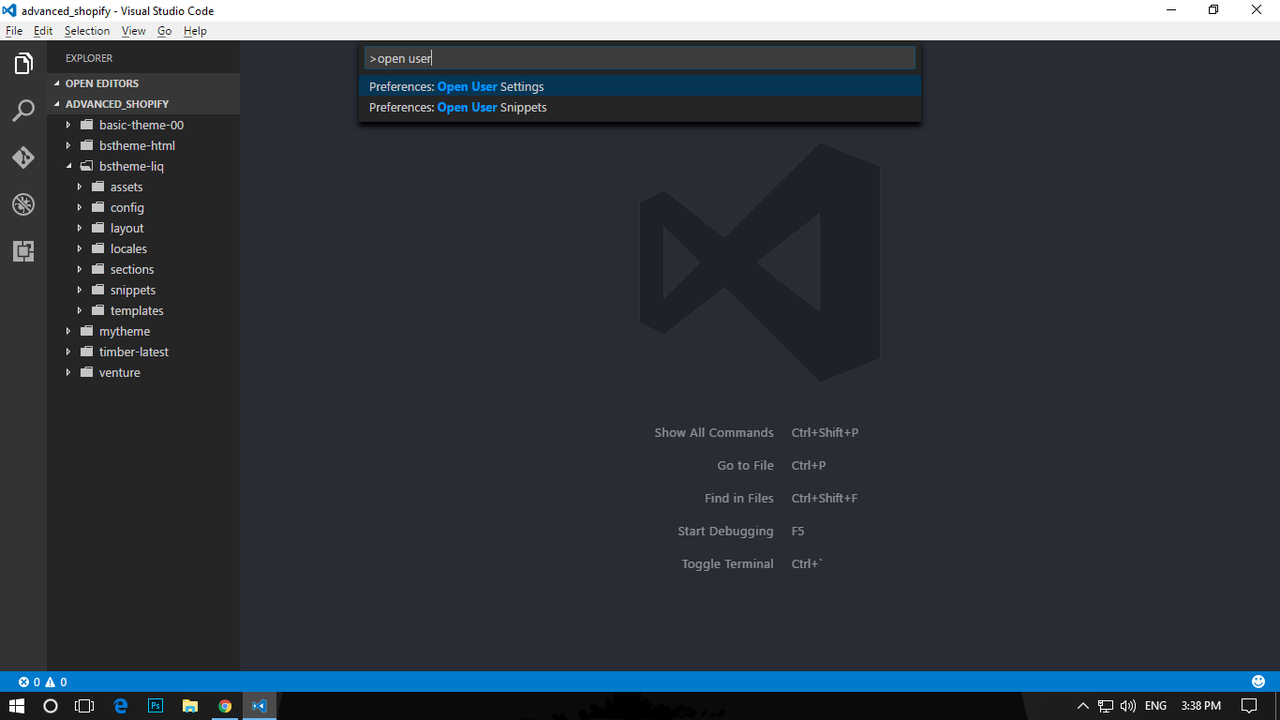 advanced_shopify - Visual Studio Code
File Edit Selection View Go Help
>open user
Preferences: Open User Settings
Preferences: Open User Snippets
EXPLORER
OPEN EDITORS
ADVANCED_SHOPIFY
basic-theme-00
bstheme-html
bstheme-liq
assets
config
layout
locales
sections
snippets
templates
mytheme
timber-latest
venture
Show All Commands Ctrl+Shift+P
Go to File Ctrl+P
Find in Files Ctrl+Shift+F
Start Debugging F5
Toggle Terminal Ctrl+`
0 0
Ps ENG 3:38 PM